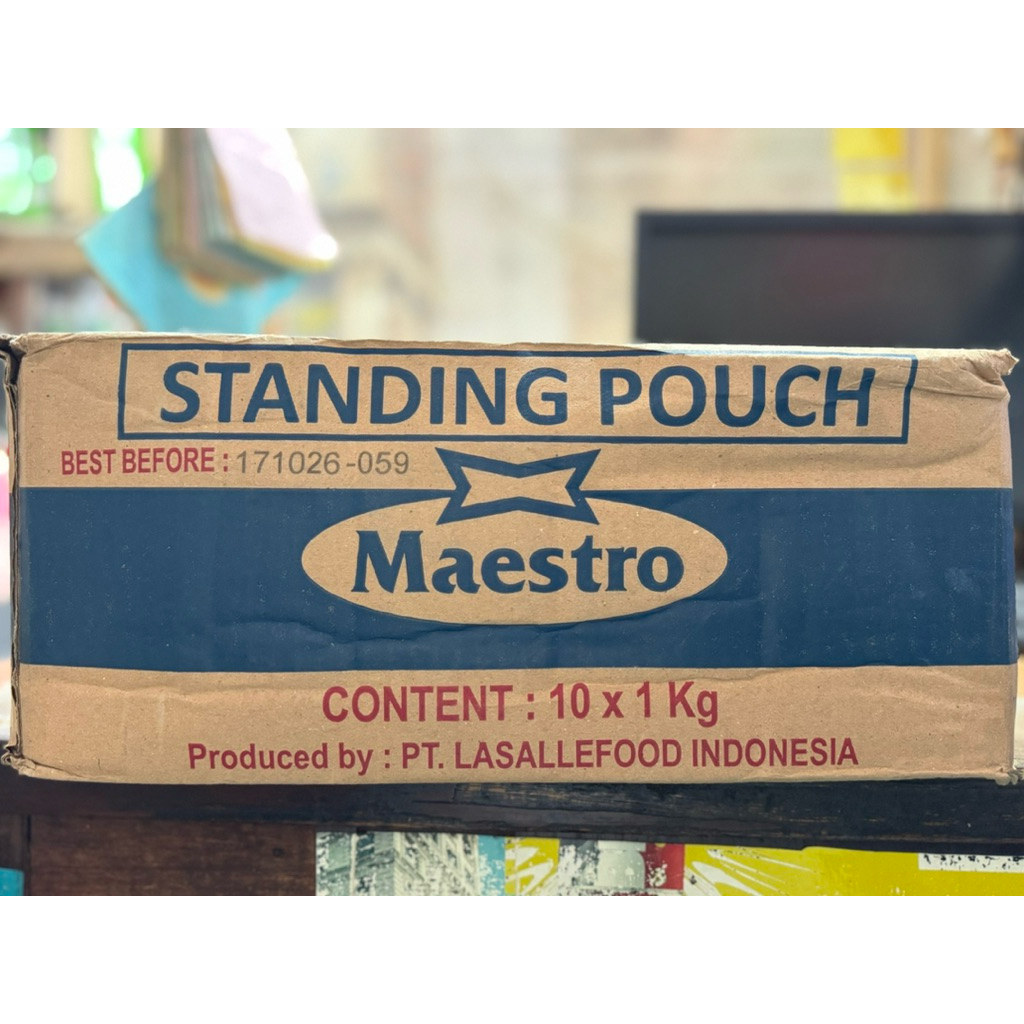 STANDING POUCH
BEST BEFORE : 171026-059
Maestro
CONTENT : 10 x 1 Kg
Produced by : PT. LASALLEFOOD INDONESIA